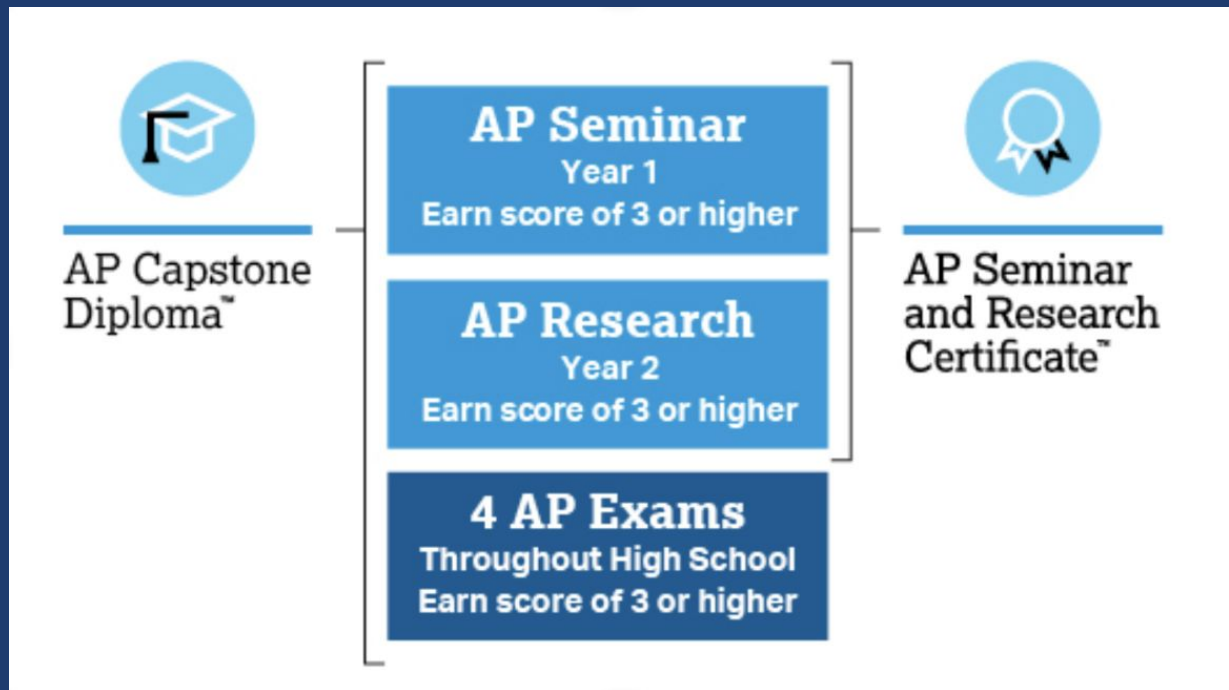 AP Capstone
Diploma™
AP Seminar
Year 1
Earn score of 3 or higher
AP Research
Year 2
Earn score of 3 or higher
4 AP Exams
Throughout High School
Earn score of 3 or higher
AP Seminar
and Research
Certificate™